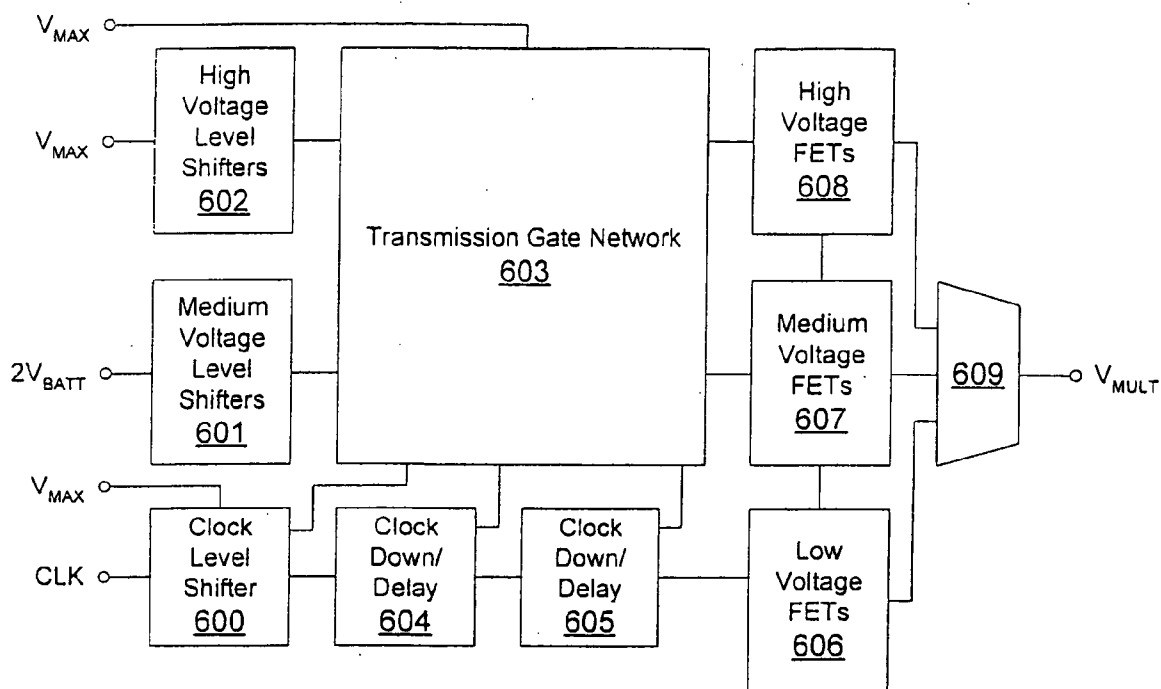 V_MAX
High
Voltage
Level
Shifters
602
V_MAX
Transmission Gate Network
603
High
Voltage
FETs
608
Medium
Voltage
Level
Shifters
601
2V_BATT
Medium
Voltage
FETs
607
609
V_MULT
V_MAX
CLK
Clock
Level
Shifter
600
Clock
Down/
Delay
604
Clock
Down/
Delay
605
Low
Voltage
FETs
606